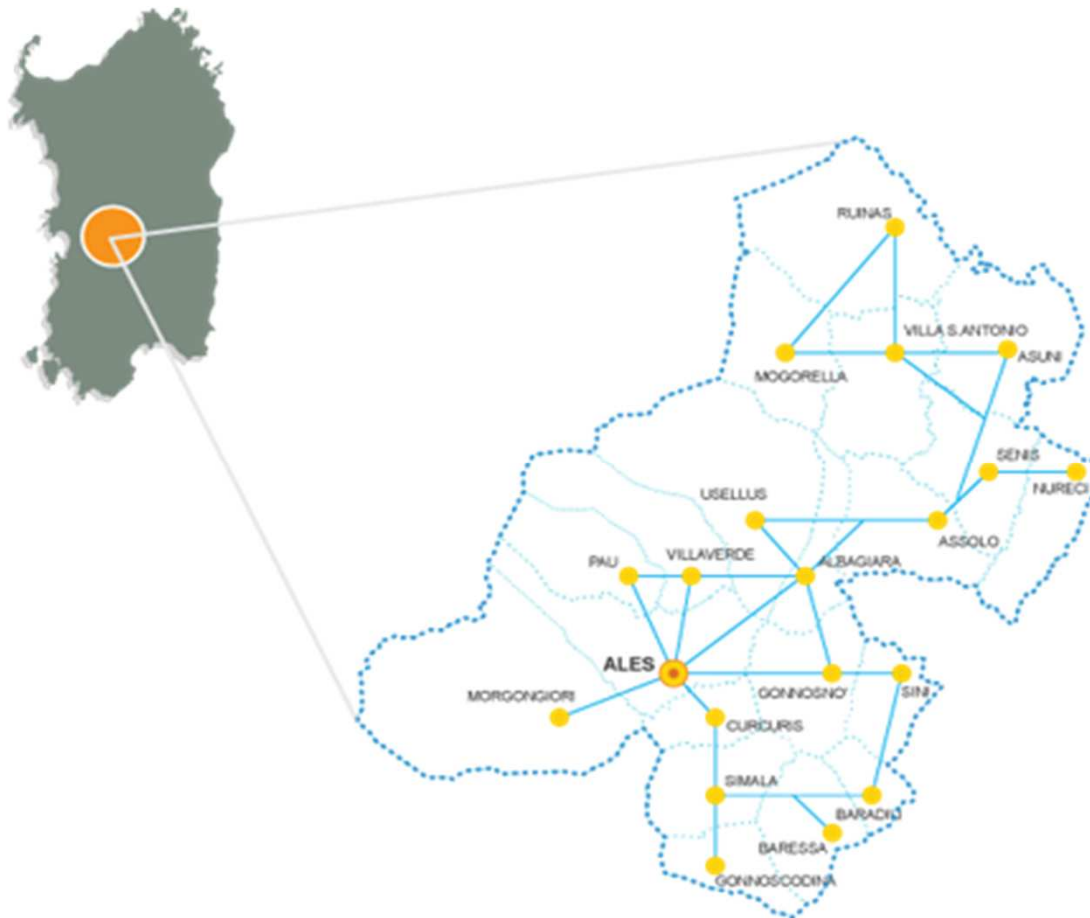 RUINAS
VILLA S.ANTONIO
ASUNI
MOGORELLA
SENIS
NURECI
USELLUS
ASSOLO
PAU
VILLAVERDE
ALBAGIARA
ALES
MORGONGIORI
GONNOSNO'
SINI
CURCURIS
SIMALA
BARADILI
BARESSA
GONNOSCODINA